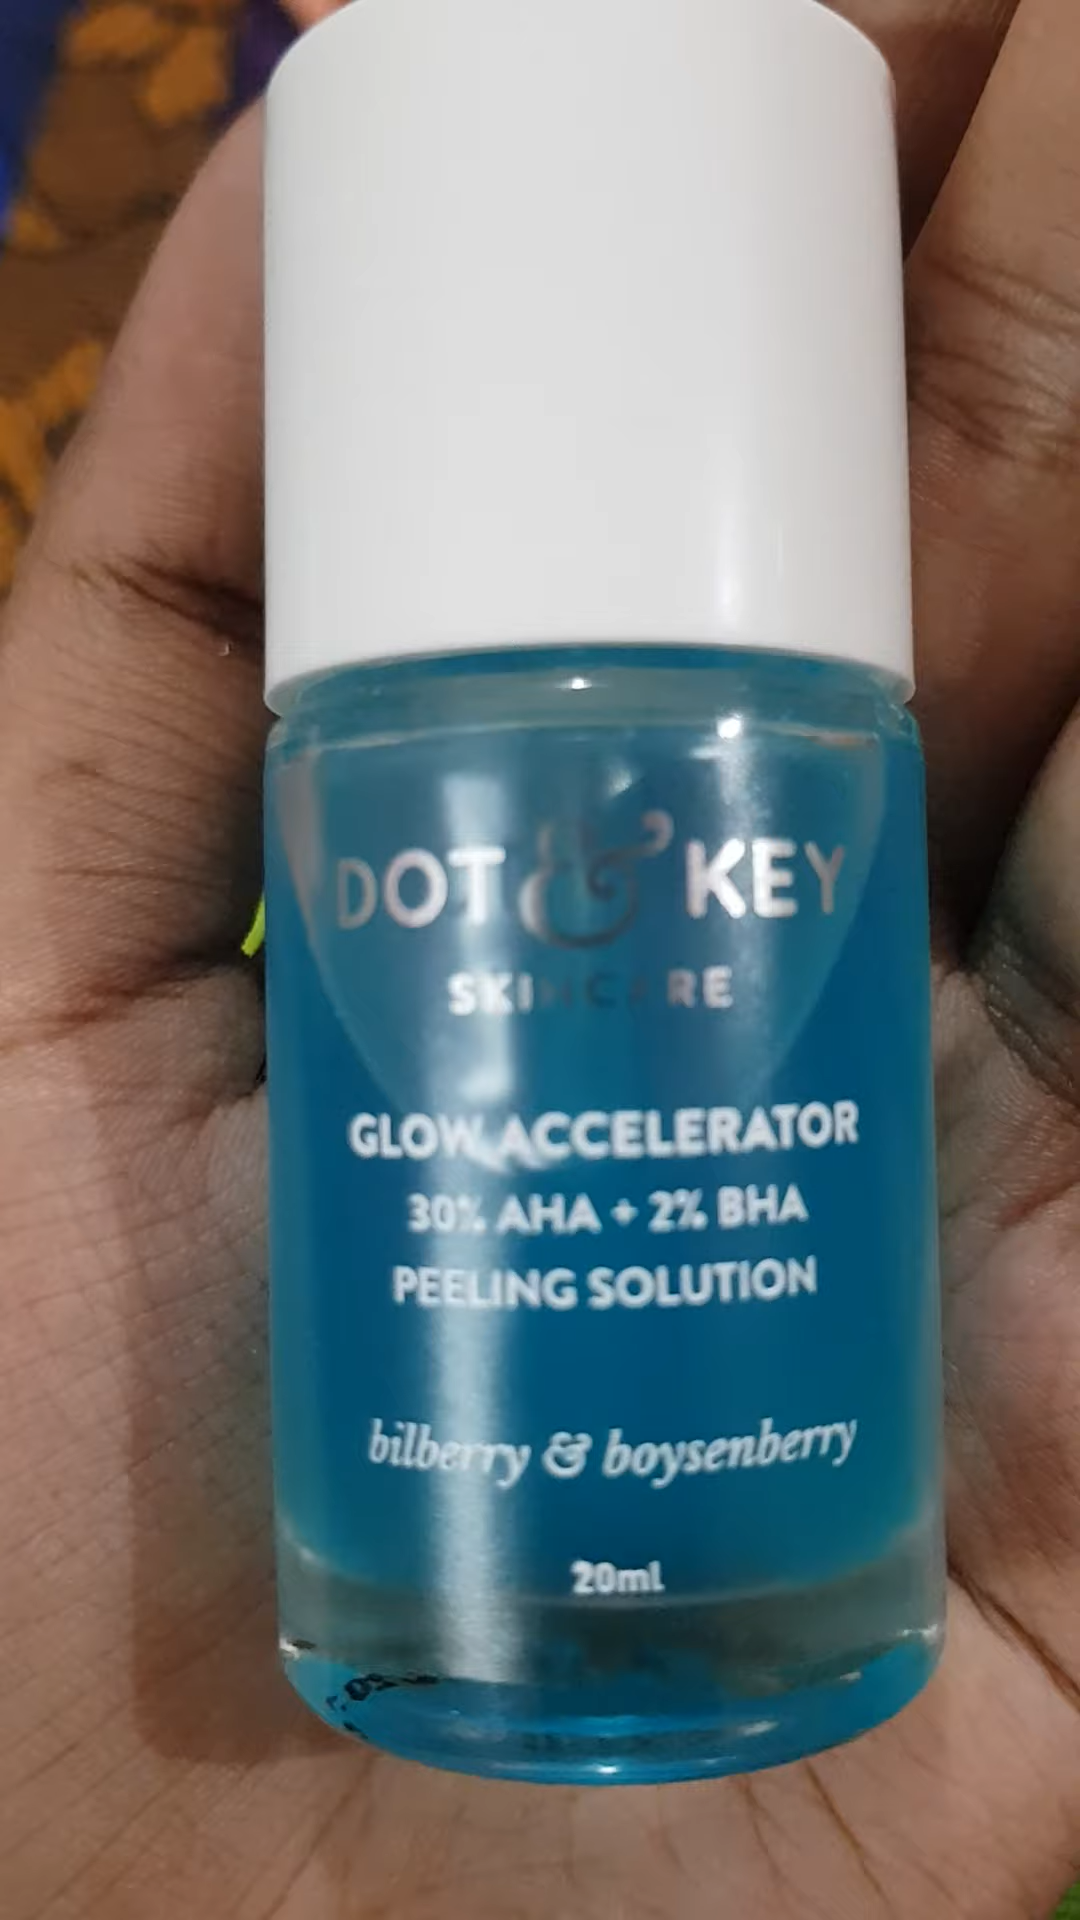 DOT & KEY
SKINCARE
GLOW ACCELERATOR
30% AHA + 2% BHA
PEELING SOLUTION
bilberry & boysenberry
20ml